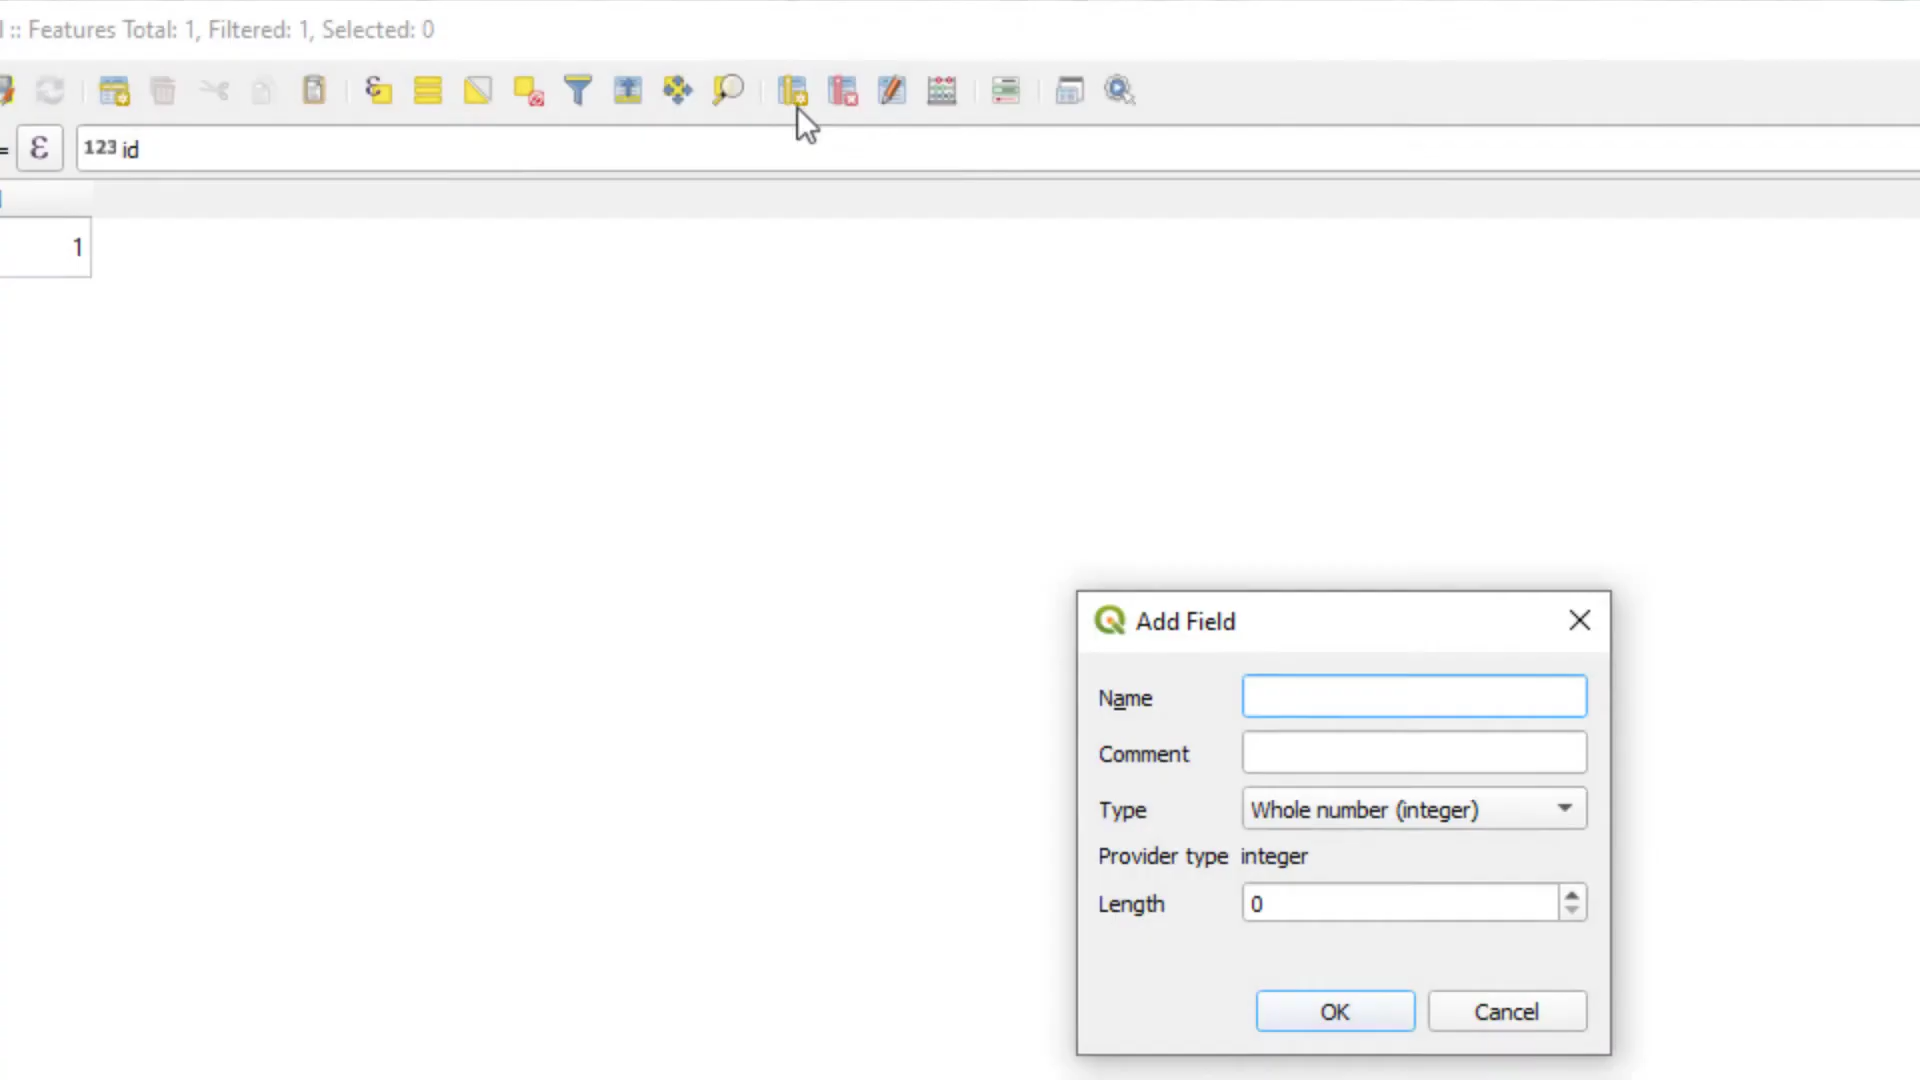 :: Features Total: 1, Filtered: 1, Selected: 0
= ε 123 id
1
Add Field
Name
Comment
Type Whole number (integer)
Provider type integer
Length 0
OK Cancel